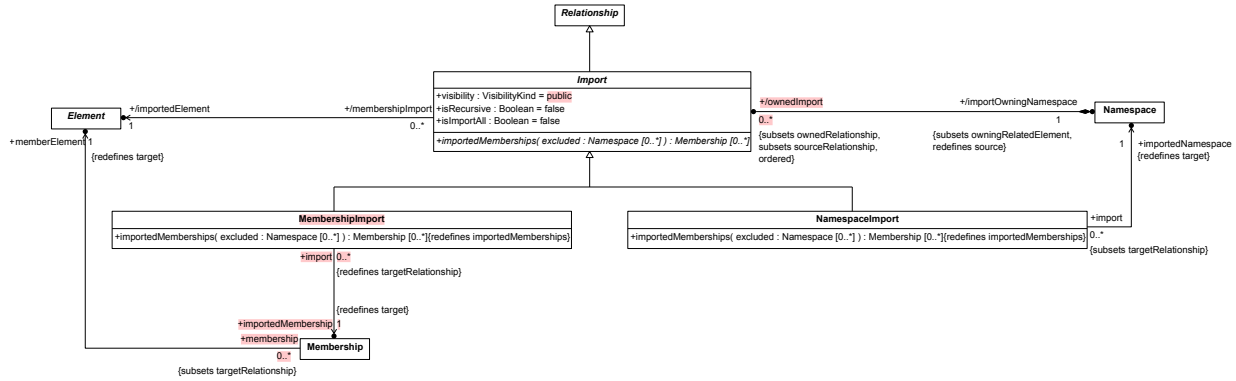 Relationship
Import
+visibility : VisibilityKind = public
+isRecursive : Boolean = false
+isImportAll : Boolean = false
+importedMemberships( excluded : Namespace [0..*] ) : Membership [0..*]
Element
+/importedElement
1
+/membershipImport
0..*
+/ownedImport
0..*
{subsets ownedRelationship,
subsets sourceRelationship,
ordered}
+/importOwningNamespace
1
{subsets owningRelatedElement,
redefines source}
Namespace
+memberElement 1
{redefines target}
1
+importedNamespace
{redefines target}
MembershipImport
+importedMemberships( excluded : Namespace [0..*] ) : Membership [0..*]{redefines importedMemberships}
NamespaceImport
+importedMemberships( excluded : Namespace [0..*] ) : Membership [0..*]{redefines importedMemberships}
+import
0..*
{subsets targetRelationship}
+import 0..*
{redefines targetRelationship}
{redefines target}
+importedMembership 1
+membership
0..*
{subsets targetRelationship}
Membership